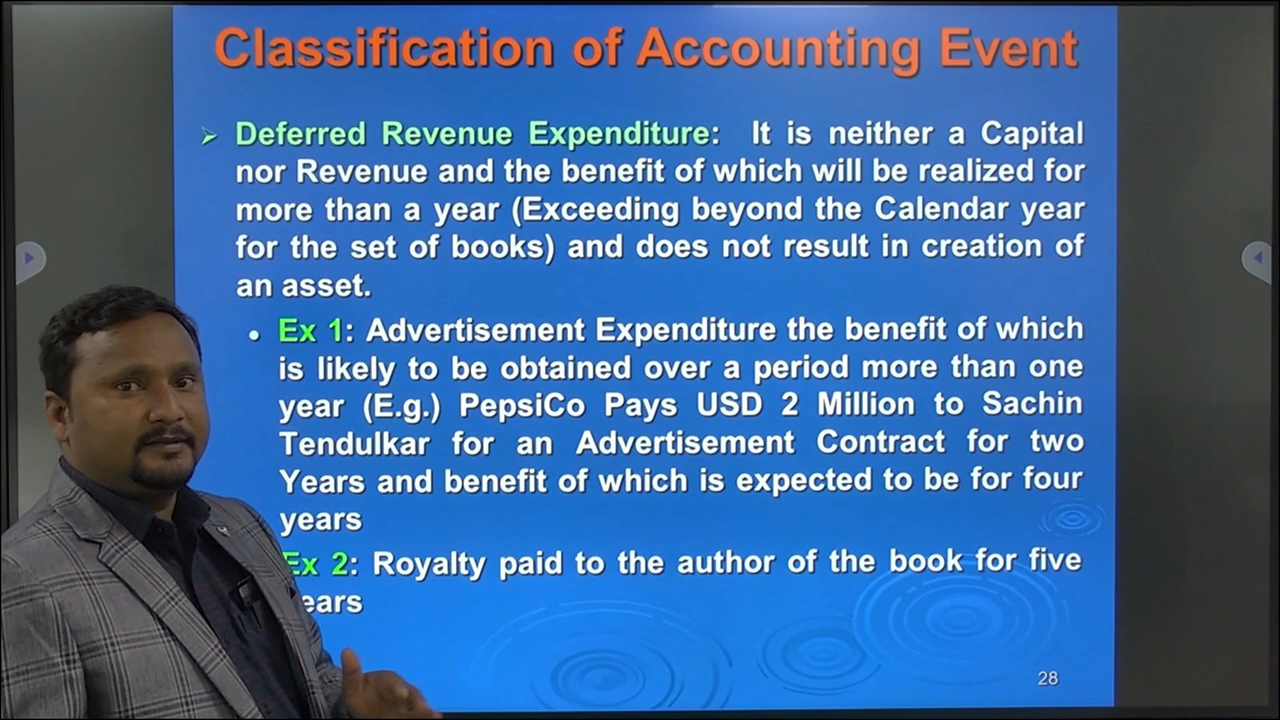 Classification of Accounting Event
Deferred Revenue Expenditure: It is neither a Capital
nor Revenue and the benefit of which will be realized for
more than a year (Exceeding beyond the Calendar year
for the set of books) and does not result in creation of
an asset.
Ex 1: Advertisement Expenditure the benefit of which
is likely to be obtained over a period more than one
year (E.g.) PepsiCo Pays USD 2 Million to Sachin
Tendulkar for an Advertisement Contract for two
Years and benefit of which is expected to be for four
years
Ex 2: Royalty paid to the author of the book for five
ears
28